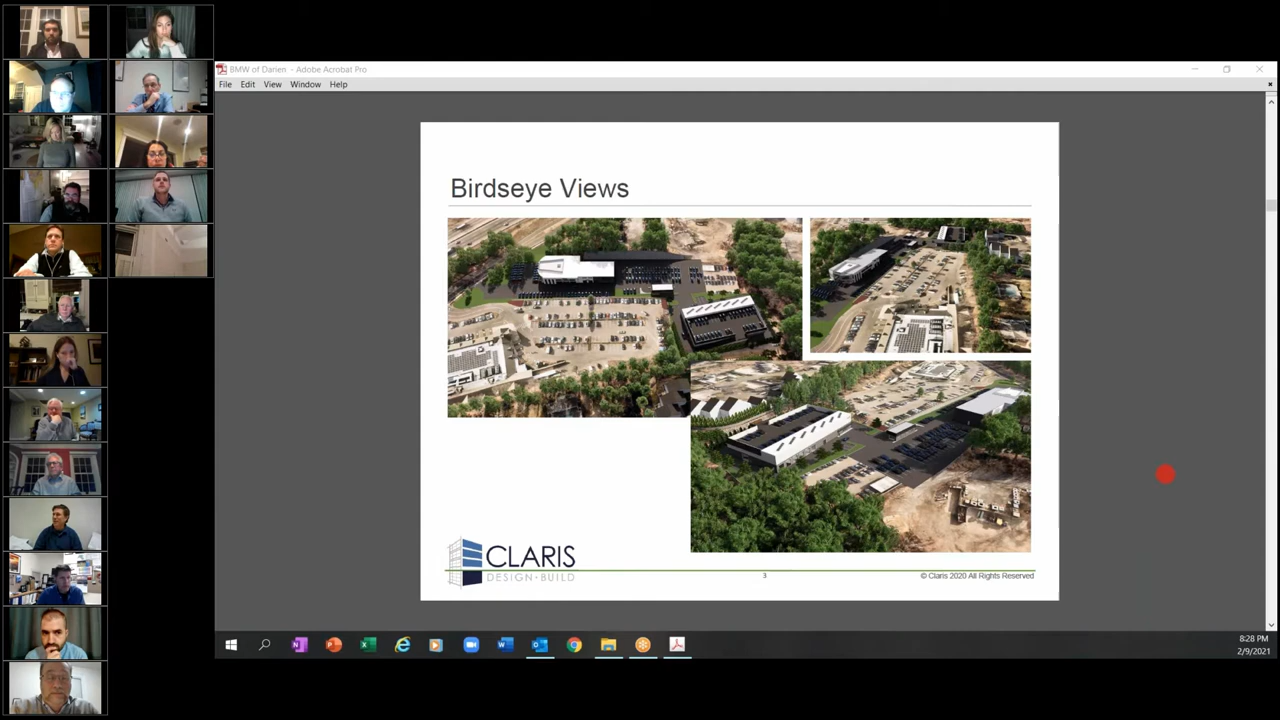 BMW of Darien - Adobe Acrobat Pro
File Edit View Window Help
Birdseye Views
CLARIS
DESIGN·BUILD
3
© Claris 2020 All Rights Reserved
8:28 PM
2/9/2021